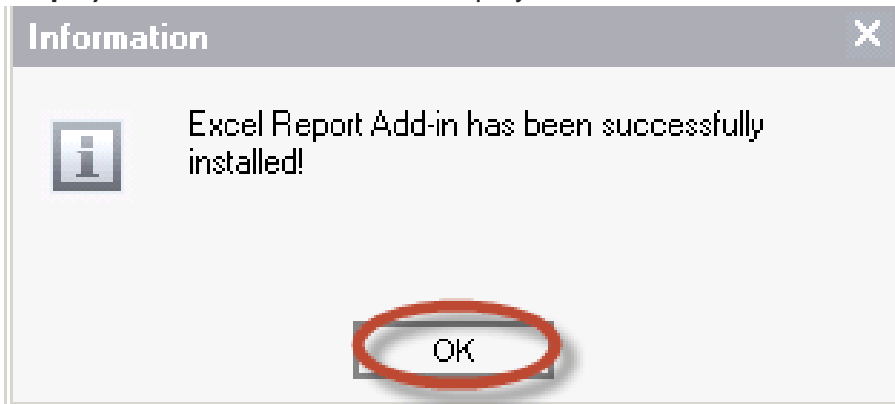 Information
Excel Report Add-in has been successfully
installed!
OK